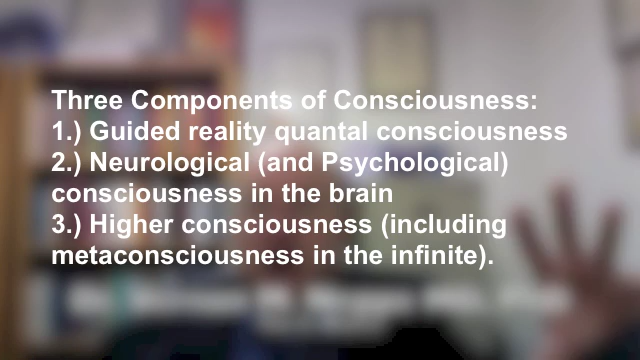 Three Components of Consciousness:
1.) Guided reality quantal consciousness
2.) Neurological (and Psychological)
consciousness in the brain
3.) Higher consciousness (including
metaconsciousness in the infinite).